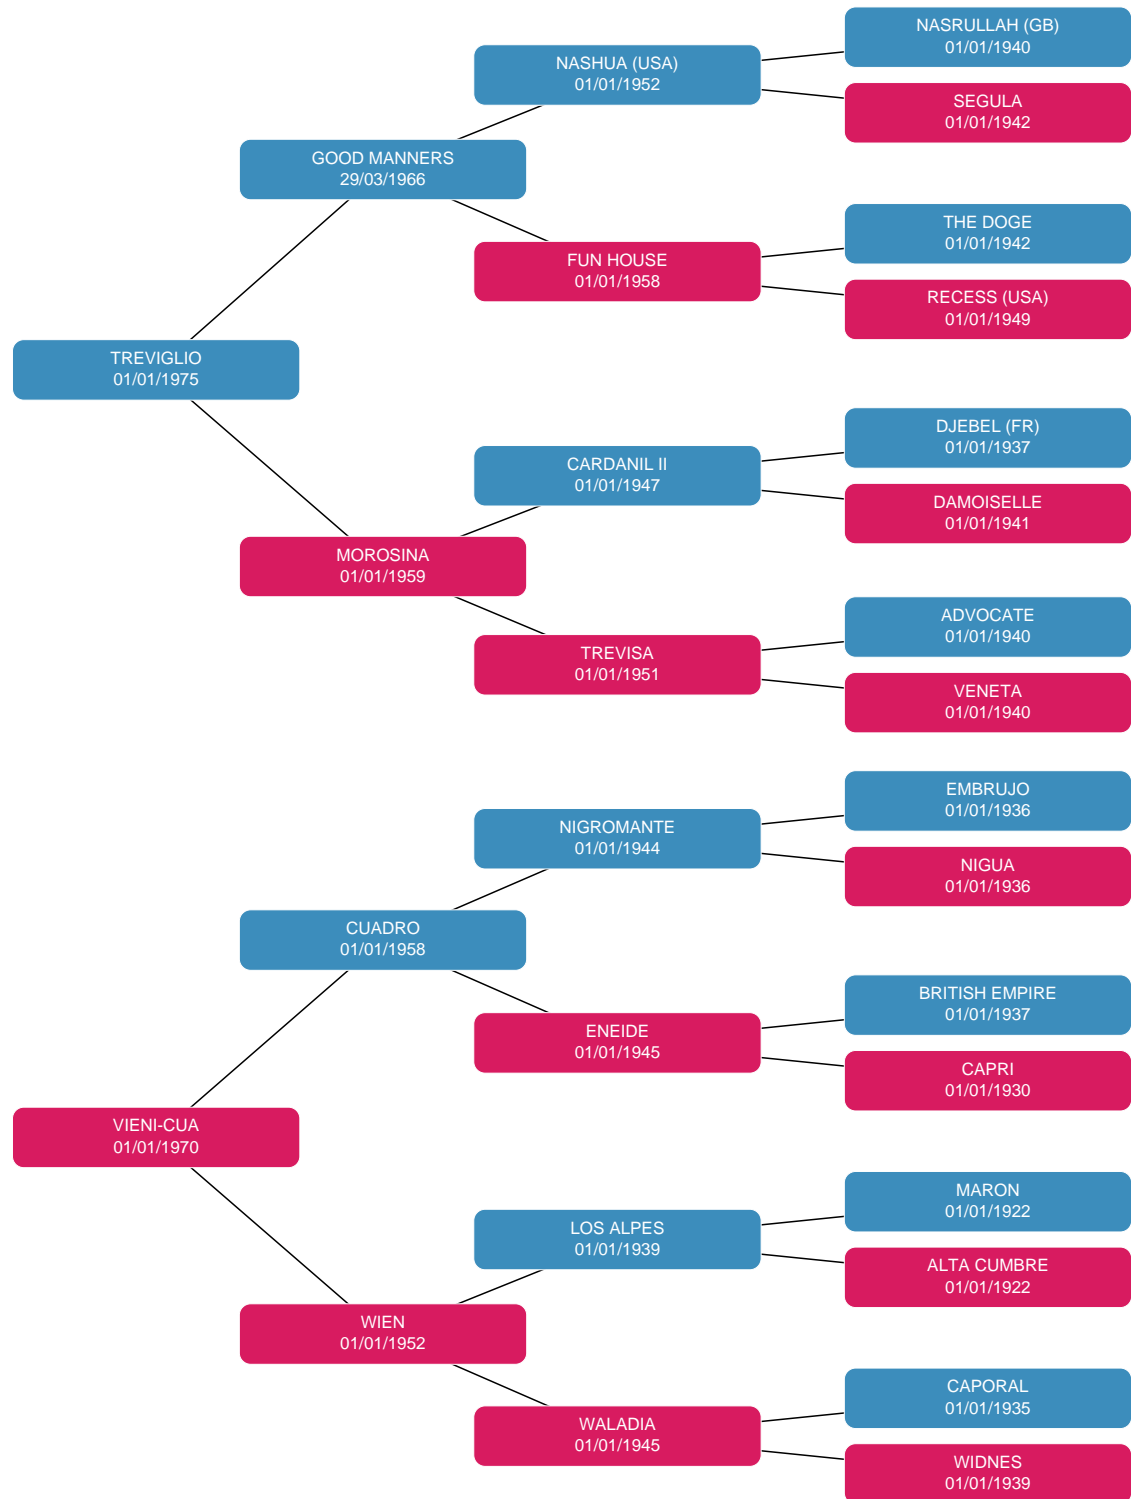 NASRULLAH (GB)
01/01/1940
NASHUA (USA)
01/01/1952
SEGULA
01/01/1942
GOOD MANNERS
29/03/1966
THE DOGE
01/01/1942
FUN HOUSE
01/01/1958
RECESS (USA)
01/01/1949
TREVIGLIO
01/01/1975
DJEBEL (FR)
01/01/1937
CARDANIL II
01/01/1947
DAMOISELLE
01/01/1941
MOROSINA
01/01/1959
ADVOCATE
01/01/1940
TREVISA
01/01/1951
VENETA
01/01/1940
EMBRUJO
01/01/1936
NIGROMANTE
01/01/1944
NIGUA
01/01/1936
CUADRO
01/01/1958
BRITISH EMPIRE
01/01/1937
ENEIDE
01/01/1945
CAPRI
01/01/1930
VIENI-CUA
01/01/1970
MARON
01/01/1922
LOS ALPES
01/01/1939
ALTA CUMBRE
01/01/1922
WIEN
01/01/1952
CAPORAL
01/01/1935
WALADIA
01/01/1945
WIDNES
01/01/1939